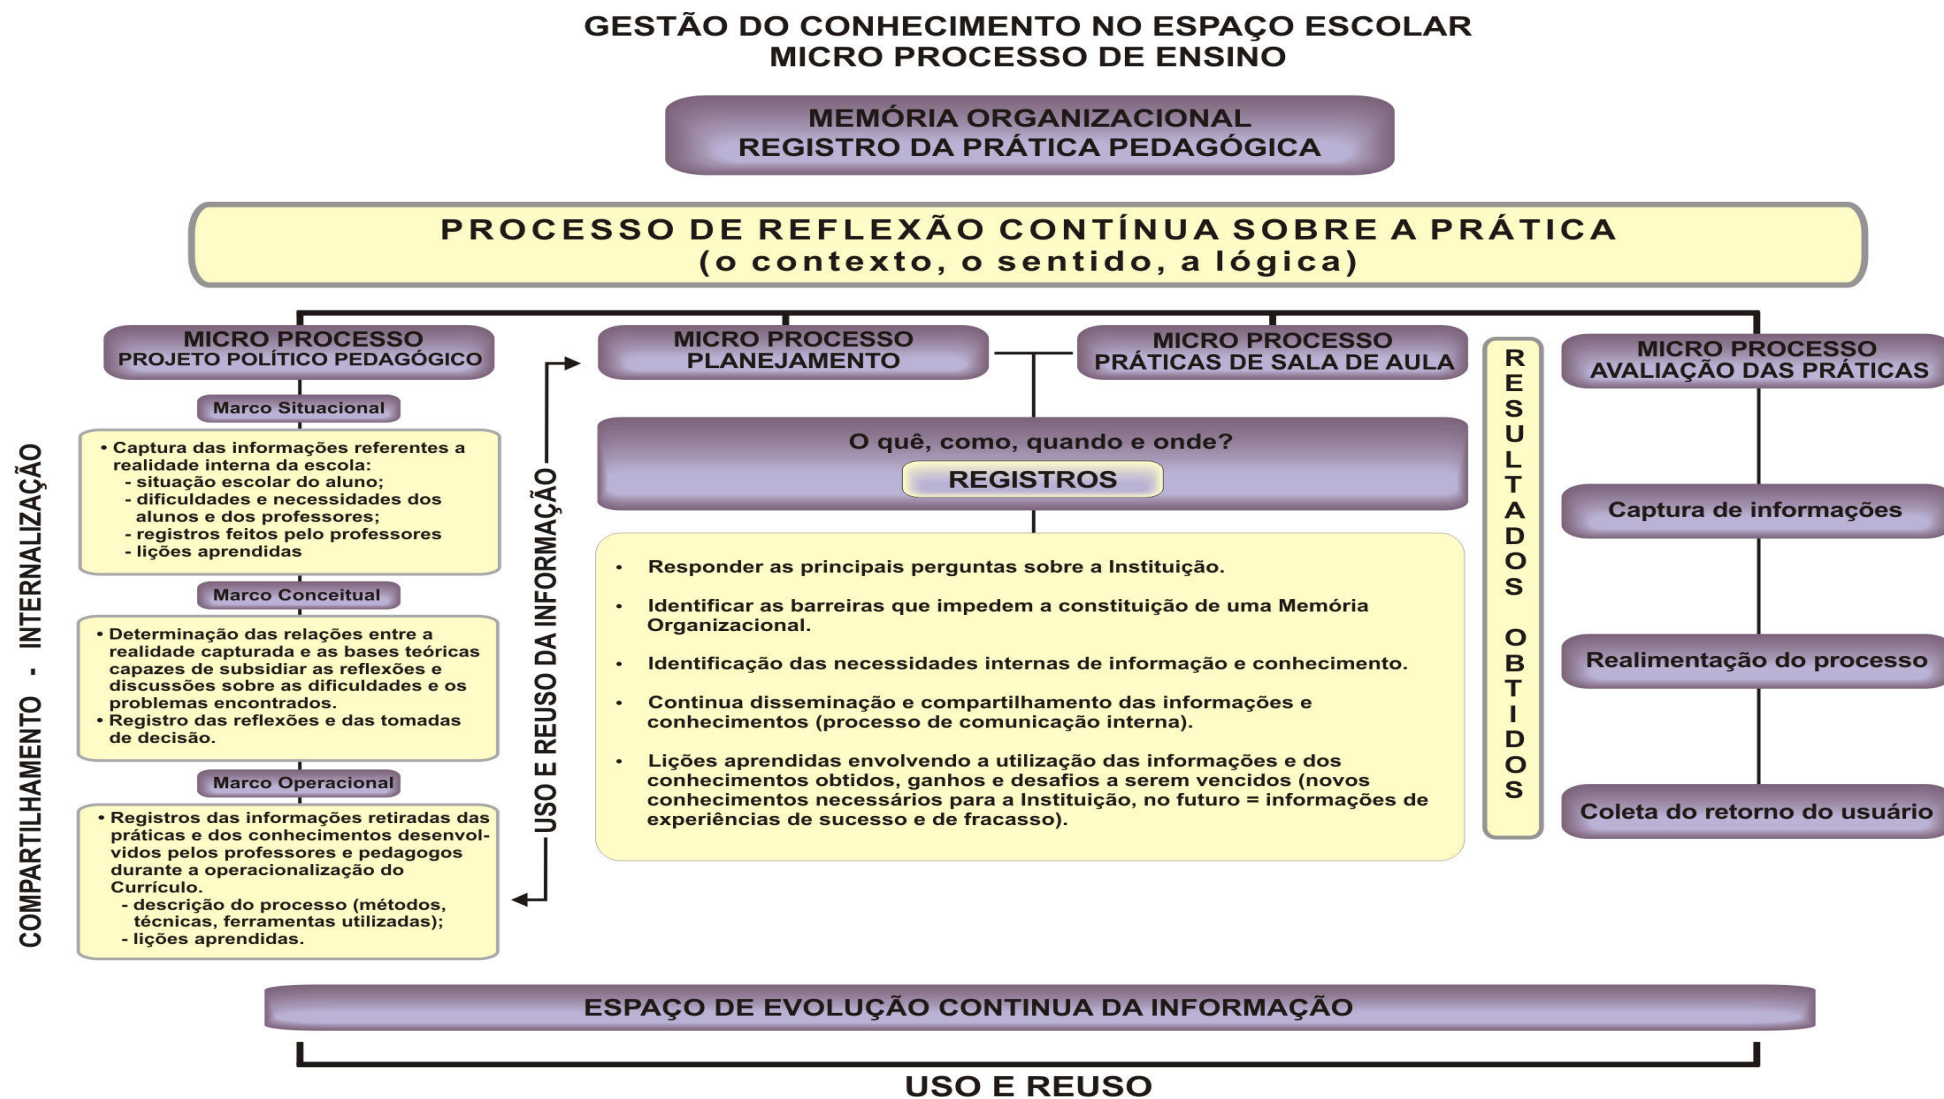 GESTÃO DO CONHECIMENTO NO ESPAÇO ESCOLAR
MICRO PROCESSO DE ENSINO
MEMÓRIA ORGANIZACIONAL
REGISTRO DA PRÁTICA PEDAGÓGICA
PROCESSO DE REFLEXÃO CONTÍNUA SOBRE A PRÁTICA
(o contexto, o sentido, a lógica)
COMPARTILHAMENTO - INTERNALIZAÇÃO
MICRO PROCESSO
PROJETO POLÍTICO PEDAGÓGICO
Marco Situacional
• Captura das informações referentes a
realidade interna da escola:
- situação escolar do aluno;
- dificuldades e necessidades dos
alunos e dos professores;
- registros feitos pelo professores
- lições aprendidas
Marco Conceitual
• Determinação das relações entre a
realidade capturada e as bases teóricas
capazes de subsidiar as reflexões e
discussões sobre as dificuldades e os
problemas encontrados.
• Registro das reflexões e das tomadas
de decisão.
Marco Operacional
• Registros das informações retiradas das
práticas e dos conhecimentos desenvol-
vidos pelos professores e pedagogos
durante a operacionalização do
Currículo.
- descrição do processo (métodos,
técnicas, ferramentas utilizadas);
- lições aprendidas.
USO E REUSO DA INFORMAÇÃO
MICRO PROCESSO
PLANEJAMENTO
MICRO PROCESSO
PRÁTICAS DE SALA DE AULA
O quê, como, quando e onde?
REGISTROS
• Responder as principais perguntas sobre a Instituição.
• Identificar as barreiras que impedem a constituição de uma Memória
Organizacional.
• Identificação das necessidades internas de informação e conhecimento.
• Continua disseminação e compartilhamento das informações e
conhecimentos (processo de comunicação interna).
• Lições aprendidas envolvendo a utilização das informações e dos
conhecimentos obtidos, ganhos e desafios a serem vencidos (novos
conhecimentos necessários para a Instituição, no futuro = informações de
experiências de sucesso e de fracasso).
RESULTADOS OBTIDOS
MICRO PROCESSO
AVALIAÇÃO DAS PRÁTICAS
Captura de informações
Realimentação do processo
Coleta do retorno do usuário
ESPAÇO DE EVOLUÇÃO CONTINUA DA INFORMAÇÃO
USO E REUSO